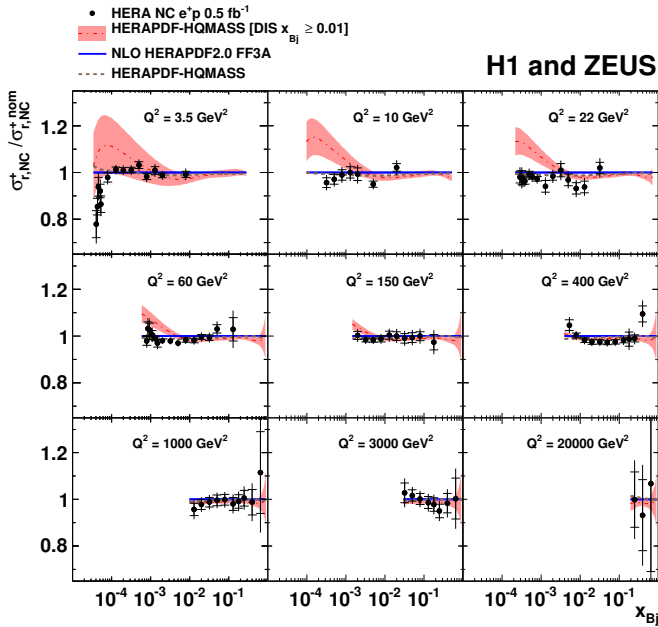 HERA NC e⁺p 0.5 fb⁻¹
HERAPDF-HQMASS [DIS x_Bj ≥ 0.01]
NLO HERAPDF2.0 FF3A
HERAPDF-HQMASS
H1 and ZEUS
σ⁺_r,NC / σ⁺_r,NC ^nom
Q² = 3.5 GeV²
Q² = 10 GeV²
Q² = 22 GeV²
1.2
1
0.8
Q² = 60 GeV²
Q² = 150 GeV²
Q² = 400 GeV²
1.2
1
0.8
Q² = 1000 GeV²
Q² = 3000 GeV²
Q² = 20000 GeV²
1.2
1
0.8
10⁻⁴ 10⁻³ 10⁻² 10⁻¹ 10⁻⁴ 10⁻³ 10⁻² 10⁻¹ 10⁻⁴ 10⁻³ 10⁻² 10⁻¹
x_Bj